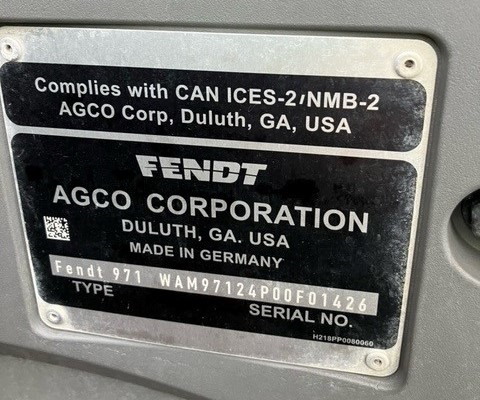 Complies with CAN ICES-2/NMB-2
AGCO Corp, Duluth, GA, USA
FENDT
AGCO CORPORATION
DULUTH, GA. USA
MADE IN GERMANY
Fendt 971 WAM97124P00F01426
TYPE SERIAL NO.
H218PP0080060